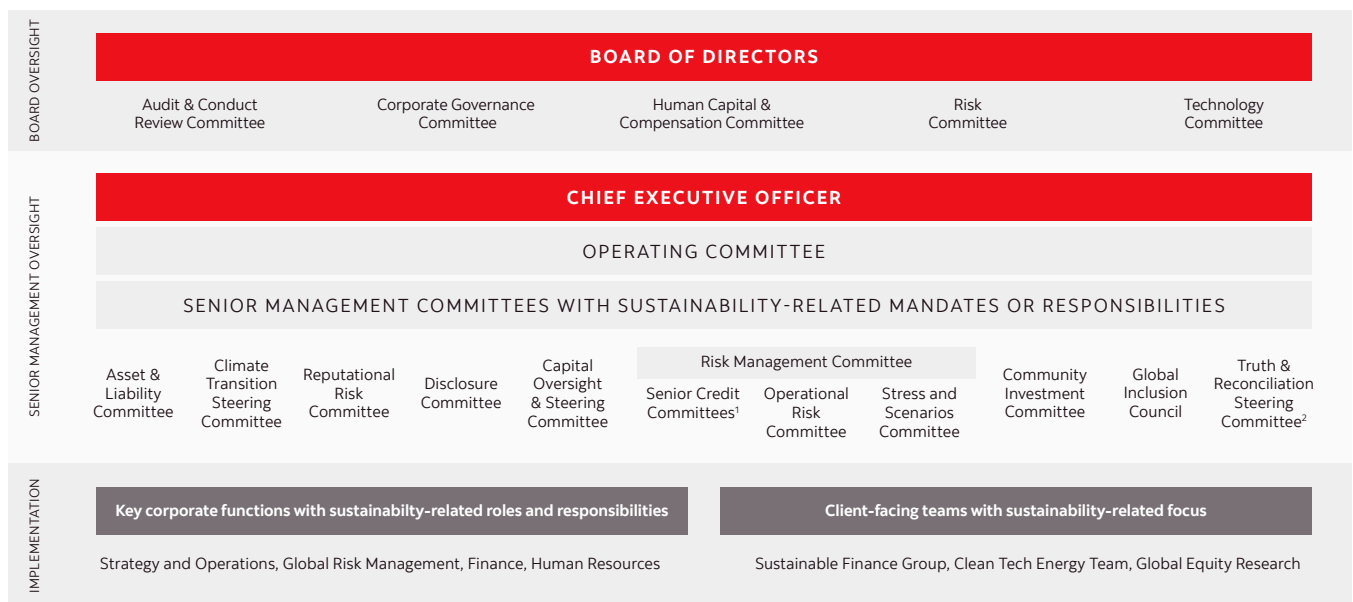 BOARD OVERSIGHT
BOARD OF DIRECTORS
Audit & Conduct
Review Committee
Corporate Governance
Committee
Human Capital &
Compensation Committee
Risk
Committee
Technology
Committee
SENIOR MANAGEMENT OVERSIGHT
CHIEF EXECUTIVE OFFICER
OPERATING COMMITTEE
SENIOR MANAGEMENT COMMITTEES WITH SUSTAINABILITY-RELATED MANDATES OR RESPONSIBILITIES
Asset &
Liability
Committee
Climate
Transition
Steering
Committee
Reputational
Risk
Committee
Disclosure
Committee
Capital
Oversight
& Steering
Committee
Risk Management Committee
Senior Credit
Committees¹
Operational
Risk
Committee
Stress and
Scenarios
Committee
Community
Investment
Committee
Global
Inclusion
Council
Truth &
Reconciliation
Steering
Committee²
IMPLEMENTATION
Key corporate functions with sustainabilty-related roles and responsibilities
Strategy and Operations, Global Risk Management, Finance, Human Resources
Client-facing teams with sustainability-related focus
Sustainable Finance Group, Clean Tech Energy Team, Global Equity Research